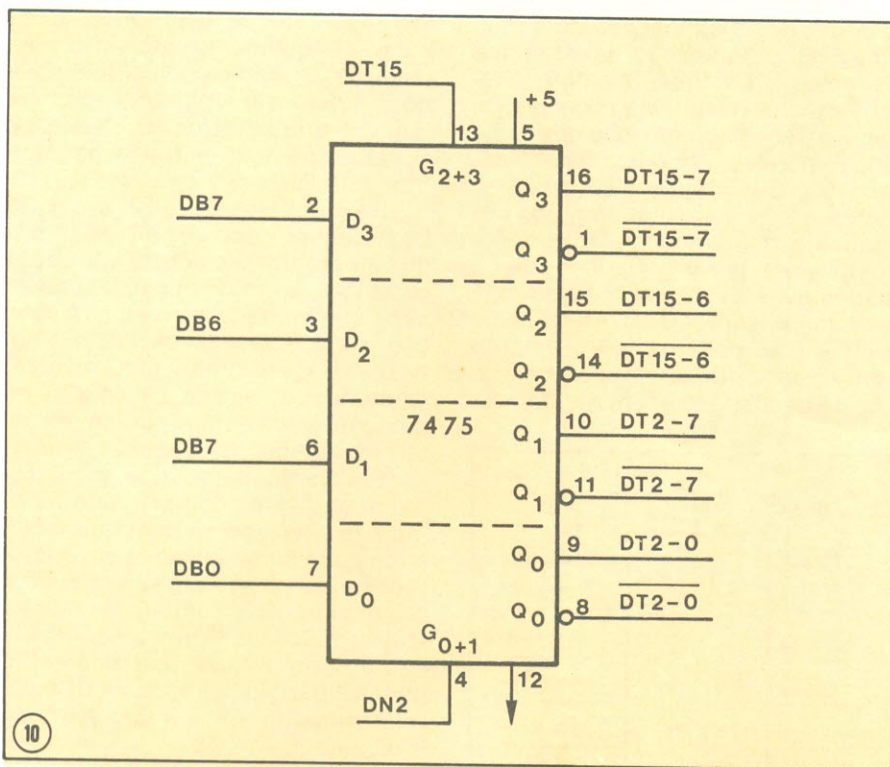 DT15
+5
13
5
G2+3
DB7 2 D3
Q3 16 DT15-7
Q3 1 DT15-7
DB6 3 D2
Q2 15 DT15-6
Q2 14 DT15-6
7475
DB7 6 D1
Q1 10 DT2-7
Q1 11 DT2-7
DB0 7 D0
Q0 9 DT2-0
Q0 8 DT2-0
G0+1
4
12
DN2
10